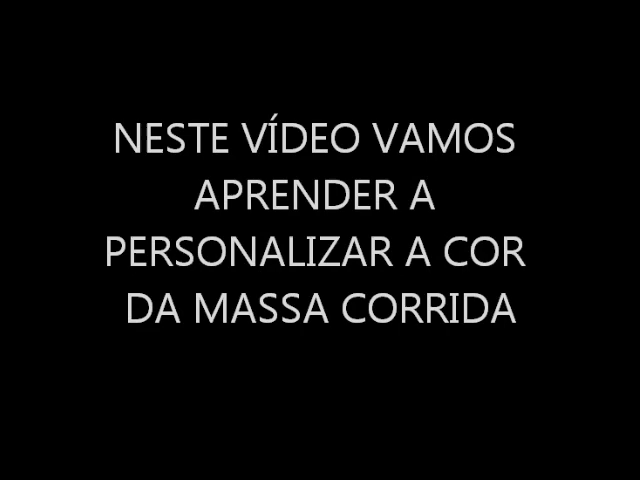 NESTE VÍDEO VAMOS
APRENDER A
PERSONALIZAR A COR
DA MASSA CORRIDA